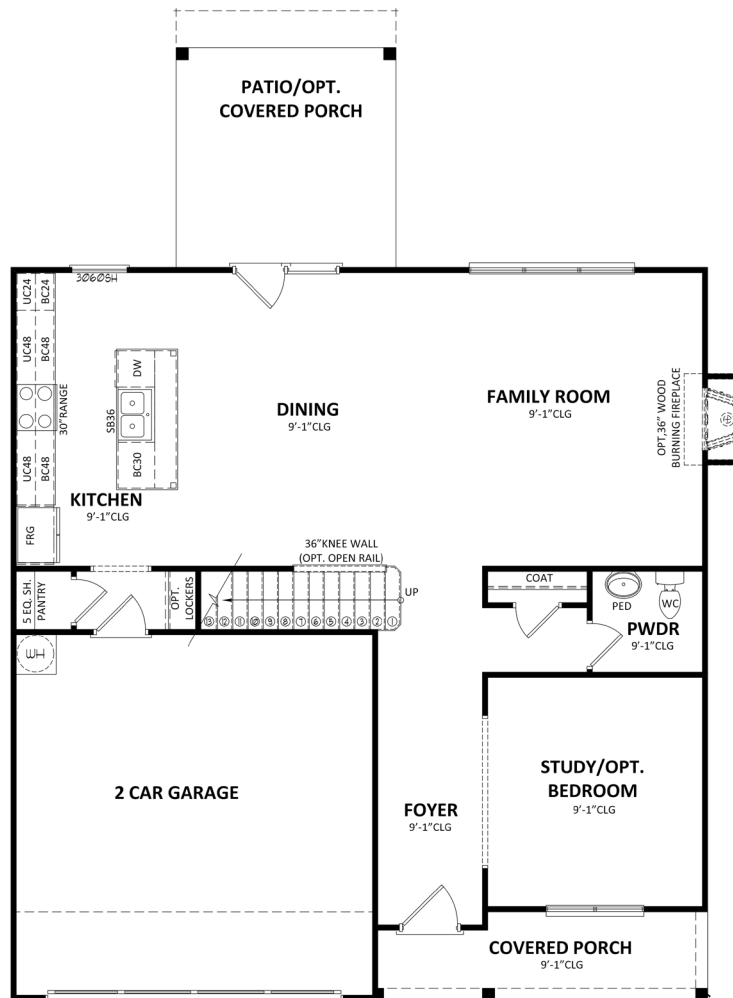 PATIO/OPT.
COVERED PORCH
3060SH
UC24
BC24
UC48
BC48
30" RANGE
UC48
BC48
FRG
DW
SB36
BC30
KITCHEN
9'-1"CLG
DINING
9'-1"CLG
FAMILY ROOM
9'-1"CLG
OPT,36" WOOD
BURNING FIREPLACE
36"KNEE WALL
(OPT. OPEN RAIL)
UP
13 12 11 10 9 8 7 6 5 4 3 2 1
5 EQ. SH.
PANTRY
OPT.
LOCKERS
COAT
PED
WC
PWDR
9'-1"CLG
WH
2 CAR GARAGE
FOYER
9'-1"CLG
STUDY/OPT.
BEDROOM
9'-1"CLG
COVERED PORCH
9'-1"CLG